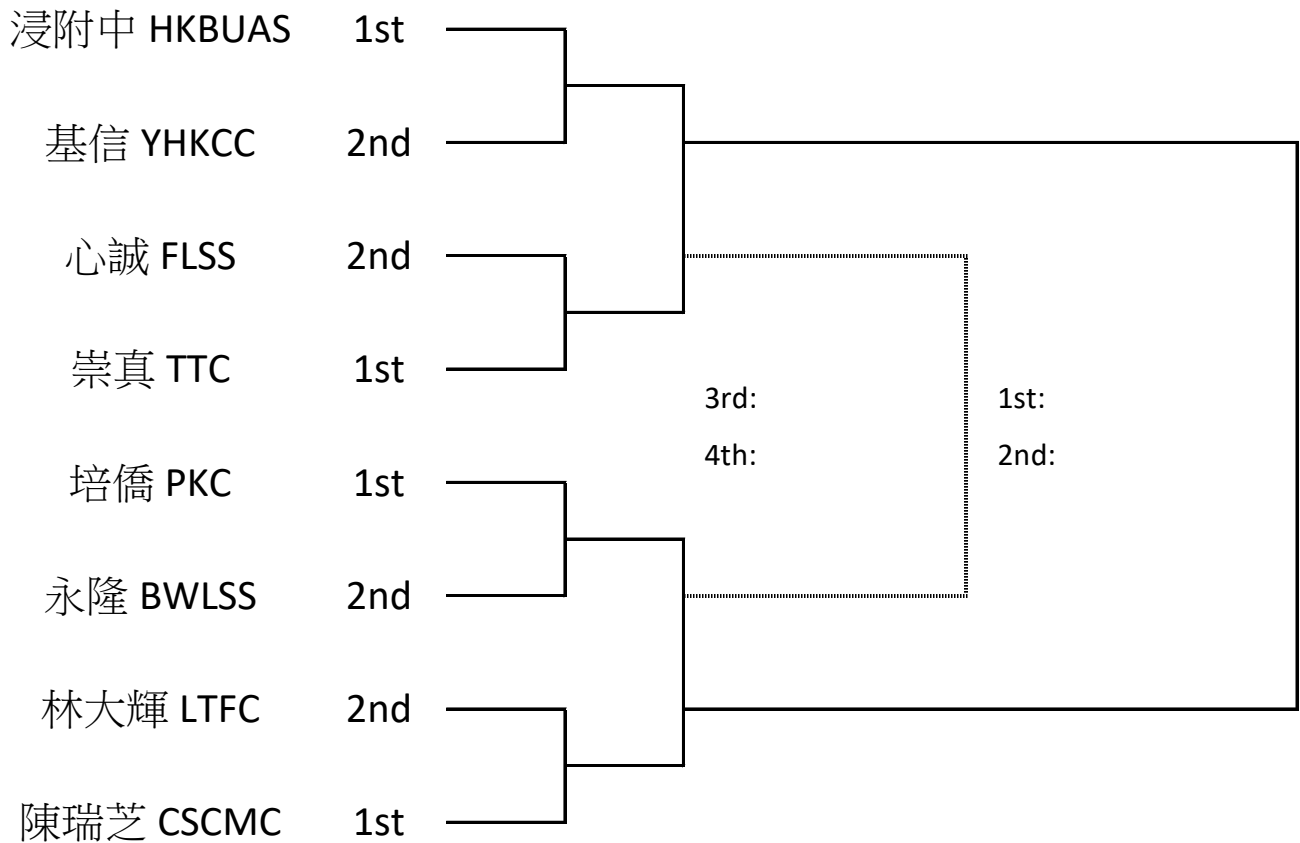 浸附中 HKBUAS 1st
基信 YHKCC 2nd
心誠 FLSS 2nd
崇真 TTC 1st
3rd: 1st:
4th: 2nd:
培僑 PKC 1st
永隆 BWLSS 2nd
林大輝 LTFC 2nd
陳瑞芝 CSCMC 1st